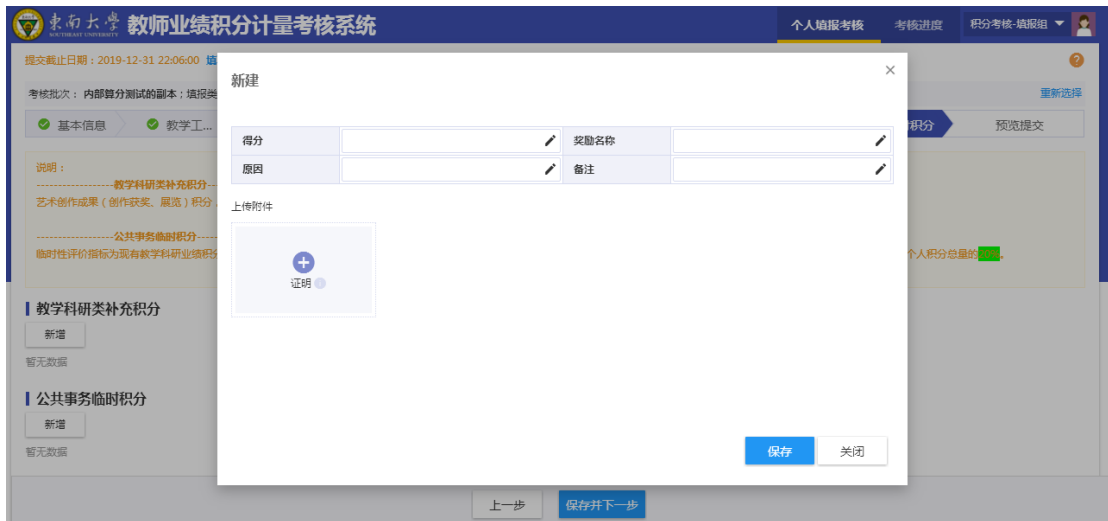 東南大學 教师业绩积分计量考核系统
SOUTHEAST UNIVERSITY
个人填报考核 考核进度 积分考核-填报组
提交截止日期：2019-12-31 22:06:00 填
考核批次：内部算分测试的副本；填报类
重新选择
基本信息 教学工... 积分 预览提交
说明：
------------------教学科研类补充积分--
艺术创作成果（创作获奖、展览）积分
------------------公共事务临时积分-----
临时性评价指标为现有教学科研业绩积分 个人积分总量的
教学科研类补充积分
新增
暂无数据
公共事务临时积分
新增
暂无数据
新建
×
得分 奖励名称
原因 备注
上传附件
证明
保存 关闭
上一步 保存并下一步